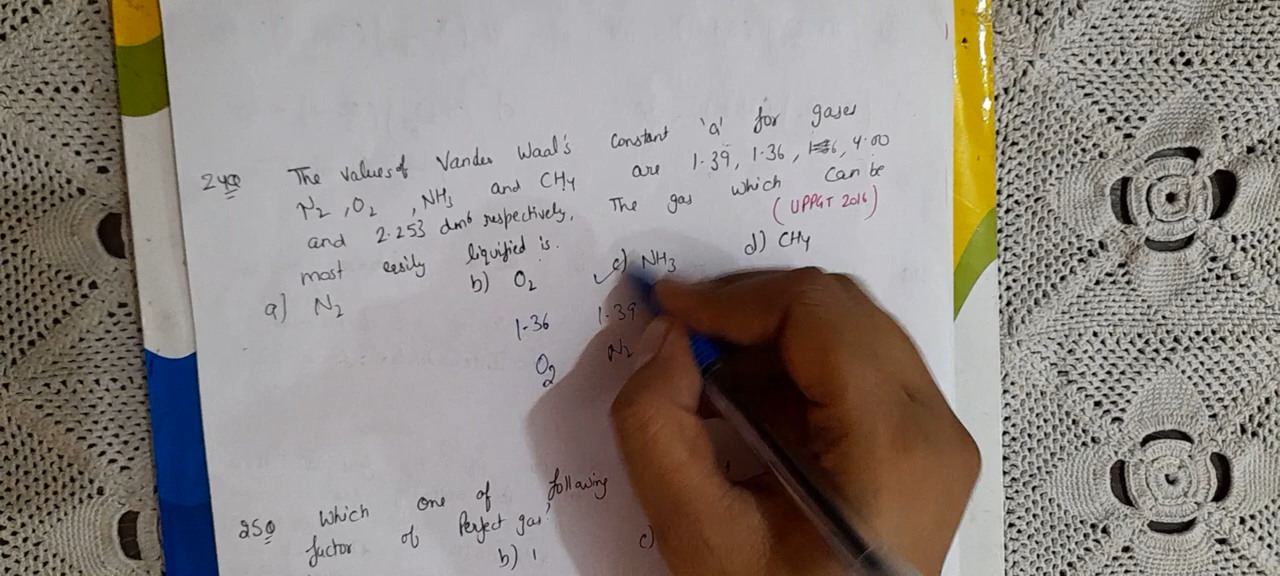 24Q The values of Vander Waal's constant 'a' for gases
N2, O2, NH3 and CH4 are 1.39, 1.36, 4.00
and 2.253 dm6 respectively, The gas which can be
most easily liquified is. (UPPGT 2016)
a) N2 b) O2 c) NH3 d) CH4
1.36 1.39
O2 N2
25Q Which one of following
factor of Perfect gas?
b) 1 c)